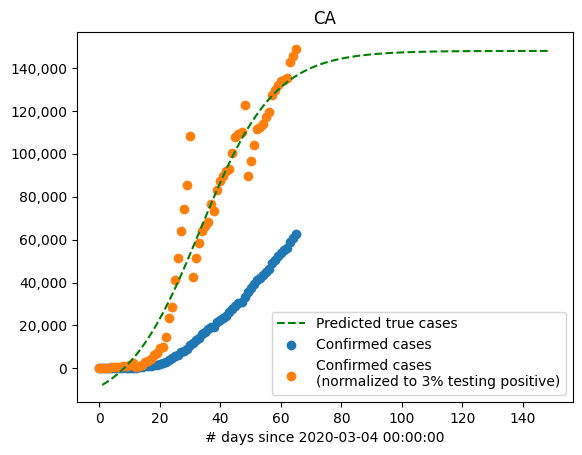 CA
140,000
120,000
100,000
80,000
60,000
40,000
20,000
0
Predicted true cases
Confirmed cases
Confirmed cases
(normalized to 3% testing positive)
0 20 40 60 80 100 120 140
# days since 2020-03-04 00:00:00